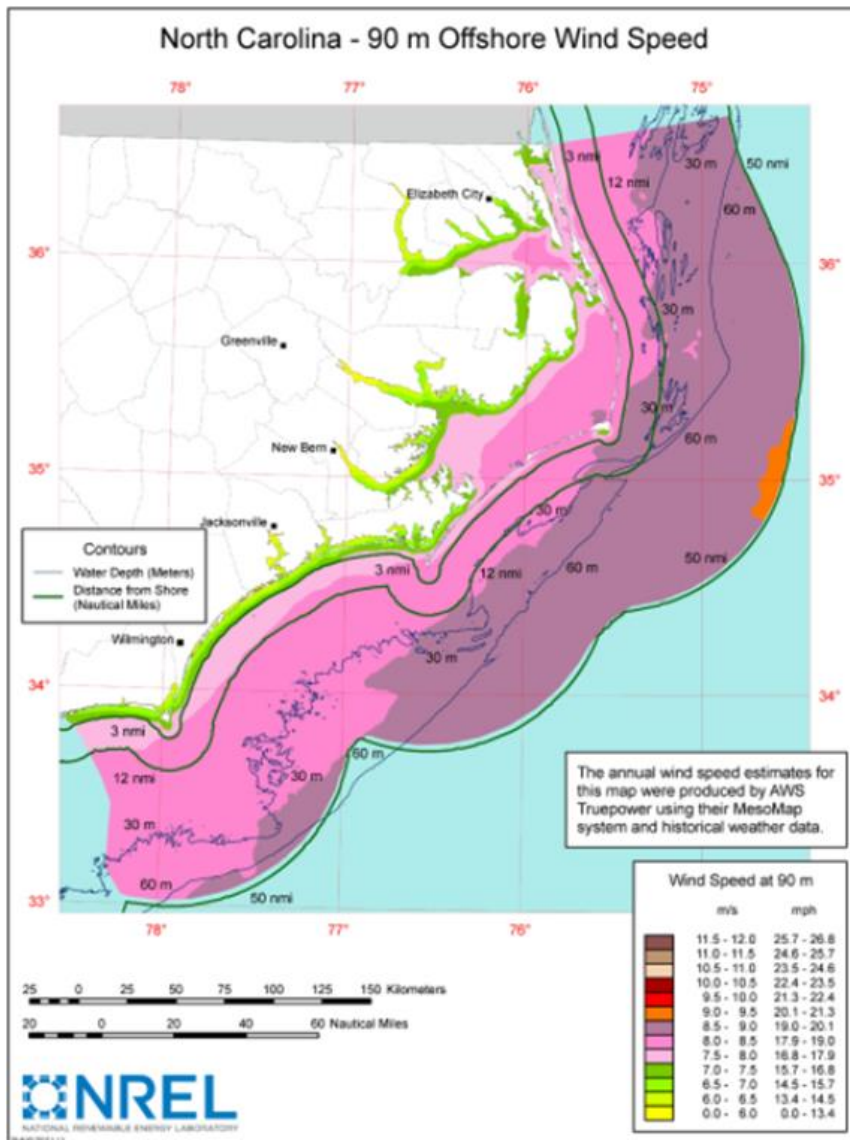 North Carolina - 90 m Offshore Wind Speed
78° 77° 76° 75°
3 nmi
30 m
50 nmi
12 nmi
Elizabeth City
60 m
36° 36°
30 m
Greenville
30 m
60 m
New Bern
35° 35°
Jacksonville
30 m
Contours
Water Depth (Meters)
Distance from Shore
(Nautical Miles)
3 nmi
12 nmi
60 m
50 nmi
Wilmington
30 m
34° 34°
3 nmi
60 m
12 nmi
30 m
30 m
60 m
50 nmi
33°
78° 77° 76°
The annual wind speed estimates for
this map were produced by AWS
Truepower using their MesoMap
system and historical weather data.
Wind Speed at 90 m
m/s mph
11.5 - 12.0 25.7 - 26.8
11.0 - 11.5 24.6 - 25.7
10.5 - 11.0 23.5 - 24.6
10.0 - 10.5 22.4 - 23.5
9.5 - 10.0 21.3 - 22.4
9.0 - 9.5 20.1 - 21.3
8.5 - 9.0 19.0 - 20.1
8.0 - 8.5 17.9 - 19.0
7.5 - 8.0 16.8 - 17.9
7.0 - 7.5 15.7 - 16.8
6.5 - 7.0 14.5 - 15.7
6.0 - 6.5 13.4 - 14.5
0.0 - 6.0 0.0 - 13.4
25 0 25 50 75 100 125 150 Kilometers
20 0 20 40 60 Nautical Miles
NREL
NATIONAL RENEWABLE ENERGY LABORATORY